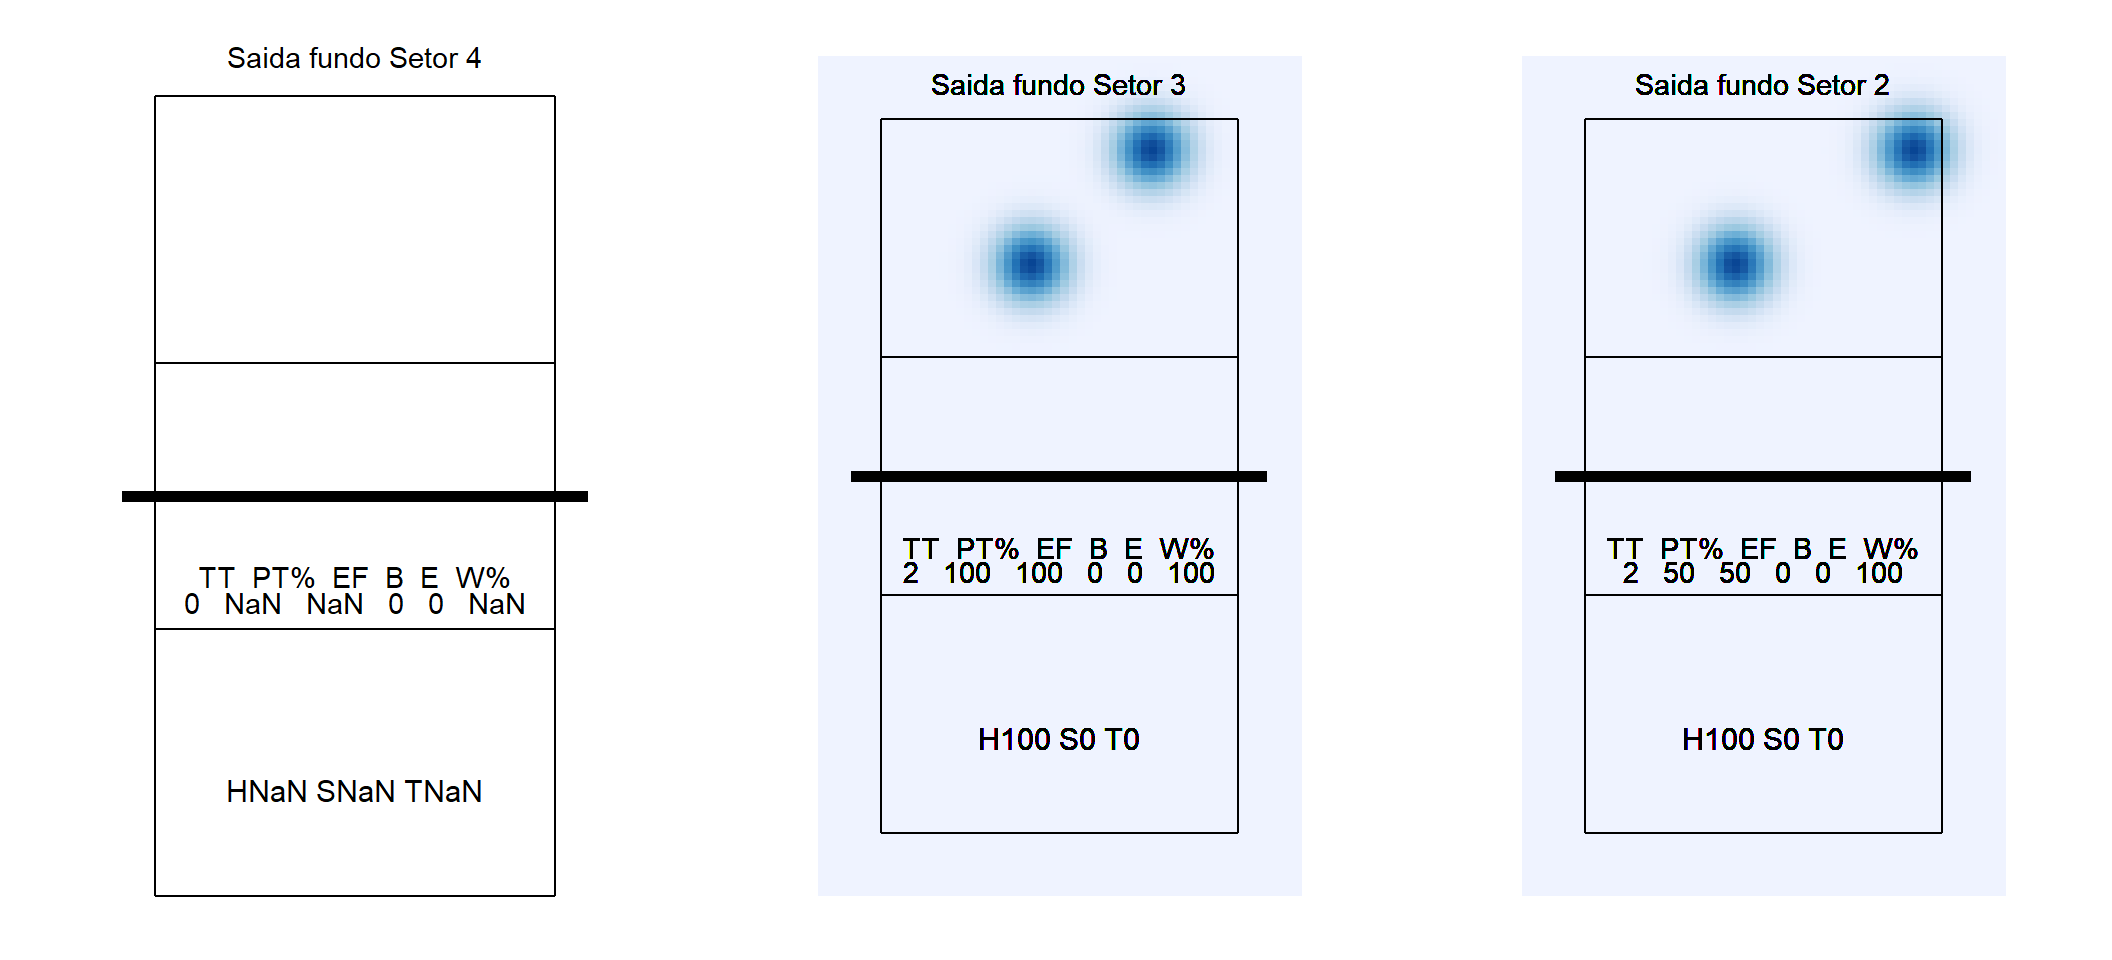 Saida fundo Setor 4
TT PT% EF B E W%
0 NaN NaN 0 0 NaN
HNaN SNaN TNaN
Saida fundo Setor 3
TT PT% EF B E W%
2 100 100 0 0 100
H100 S0 T0
Saida fundo Setor 2
TT PT% EF B E W%
2 50 50 0 0 100
H100 S0 T0